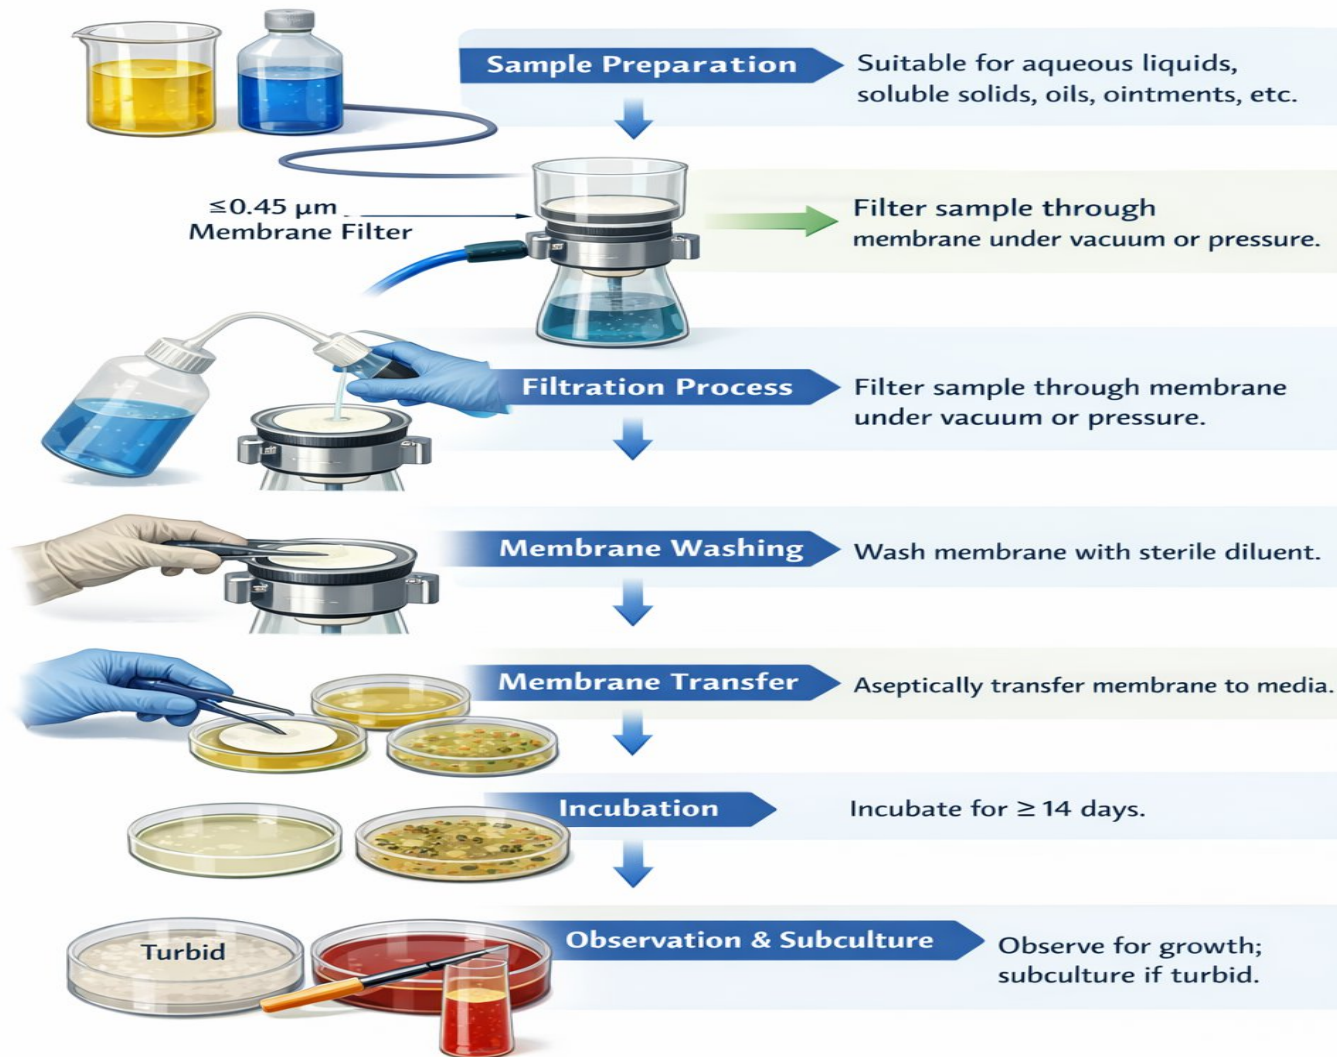 Sample Preparation
Suitable for aqueous liquids,
soluble solids, oils, ointments, etc.
≤0.45 μm
Membrane Filter
Filter sample through
membrane under vacuum or pressure.
Filtration Process
Filter sample through membrane
under vacuum or pressure.
Membrane Washing
Wash membrane with sterile diluent.
Membrane Transfer
Aseptically transfer membrane to media.
Incubation
Incubate for ≥ 14 days.
Turbid
Observation & Subculture
Observe for growth;
subculture if turbid.